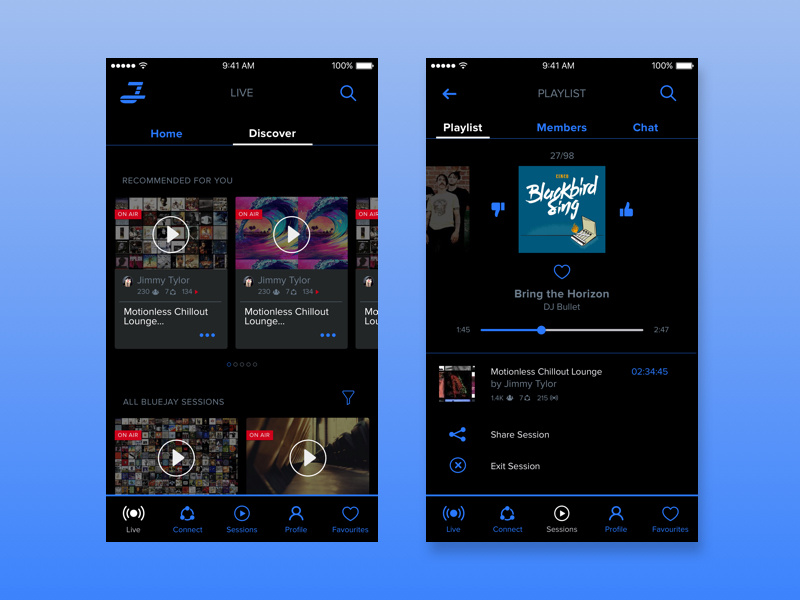 9:41 AM
100%
LIVE
Home
Discover
RECOMMENDED FOR YOU
ON AIR
ON AIR
ON AIR
Jimmy Tylor
230 7 134
Motionless Chillout
Lounge...
Jimmy Tylor
230 7 134
Motionless Chillout
Lounge...
230
Motionl
Lounge
ALL BLUEJAY SESSIONS
ON AIR
ON AIR
Live
Connect
Sessions
Profile
Favourites
9:41 AM
100%
PLAYLIST
Playlist
Members
Chat
27/98
Blackbird
Sing
Bring the Horizon
DJ Bullet
1:45
2:47
Motionless Chillout Lounge
02:34:45
by Jimmy Tylor
1.4K 7 215
Share Session
Exit Session
Live
Connect
Sessions
Profile
Favourites